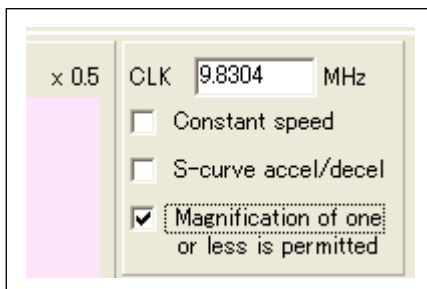 x 0.5 CLK 9.8304 MHz
Constant speed
S-curve accel/decel
Magnification of one
or less is permitted